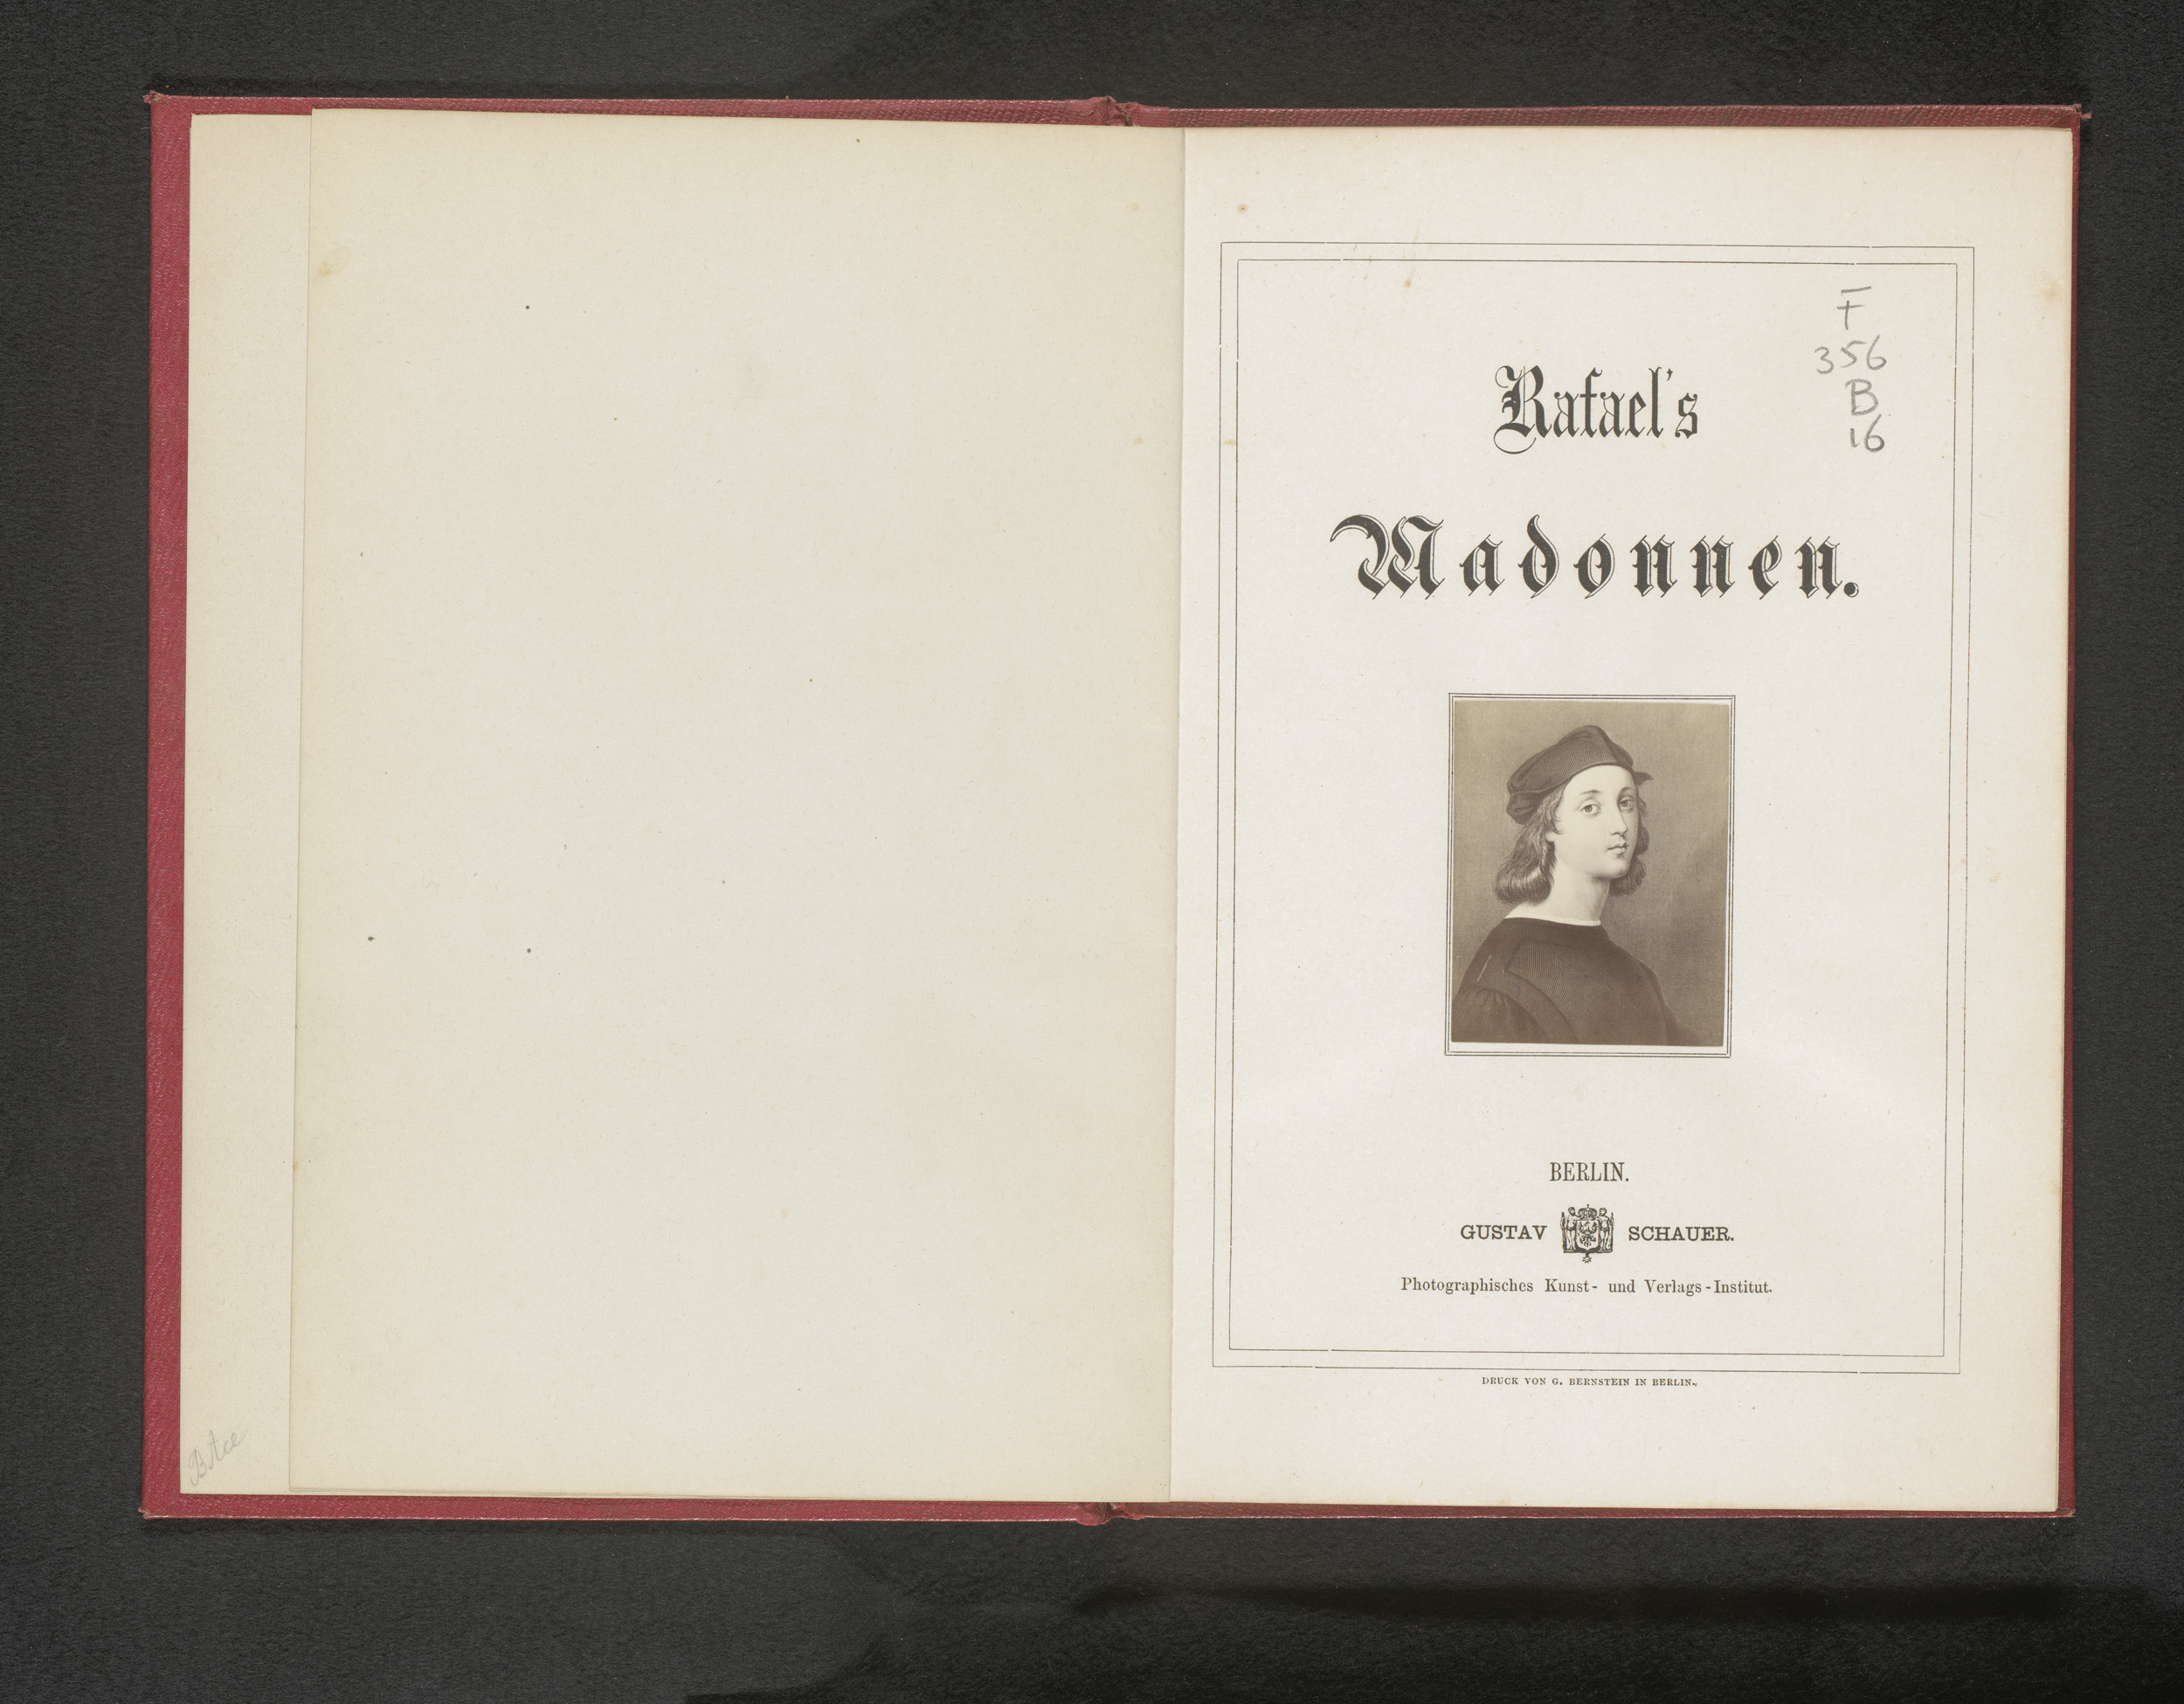 F
356
B
16
Rafael's
Madonnen.
BERLIN.
GUSTAV SCHAUER.
Photographisches Kunst- und Verlags-Institut.
DRUCK VON G. BERNSTEIN IN BERLIN.